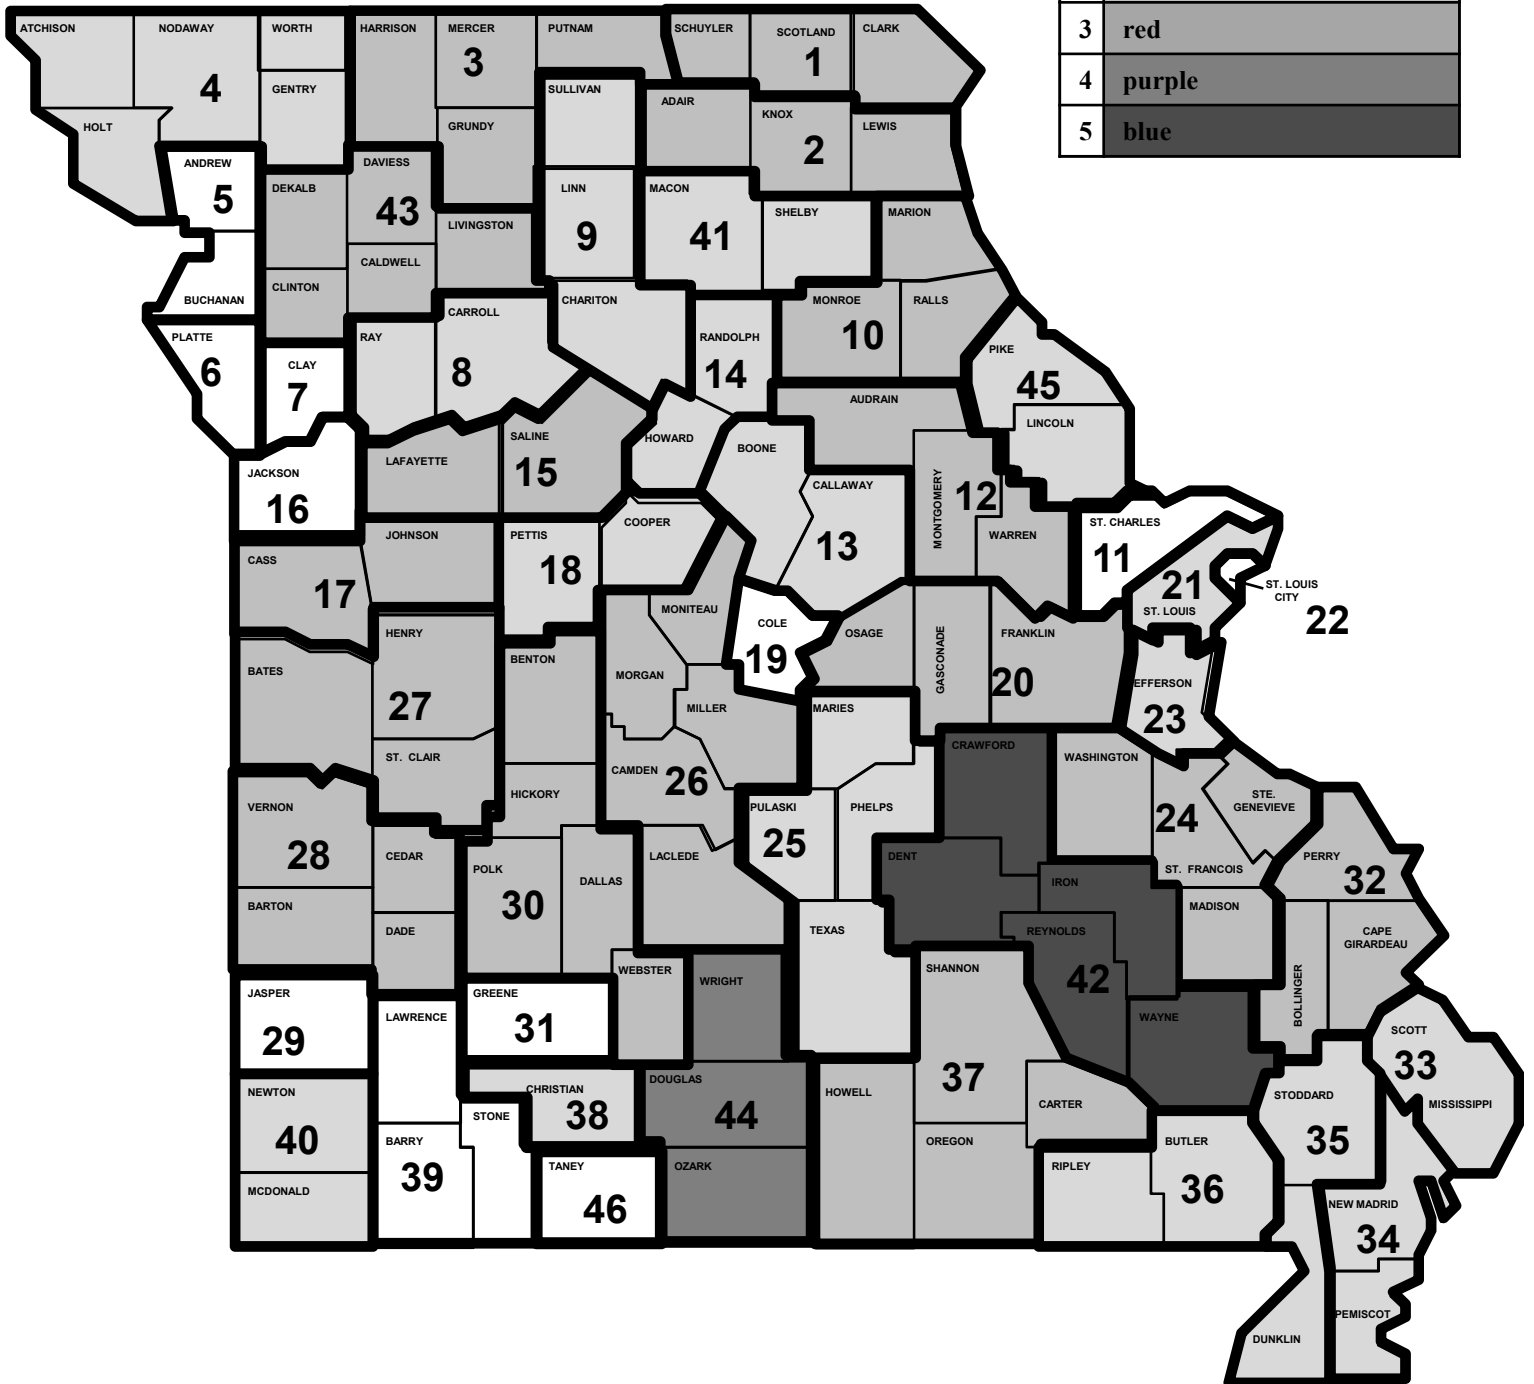 3 red
4 purple
5 blue
ATCHISON NODAWAY WORTH HARRISON MERCER PUTNAM SCHUYLER SCOTLAND CLARK
4 3 1
GENTRY SULLIVAN ADAIR KNOX
HOLT GRUNDY LEWIS
2
ANDREW DAVIESS
5 DEKALB 43 LINN MACON
LIVINGSTON 9 41 SHELBY MARION
CALDWELL
BUCHANAN CLINTON CHARITON MONROE RALLS
CARROLL
PLATTE RAY RANDOLPH 10 PIKE
6 CLAY 8 14 45
7 AUDRAIN
LINCOLN
SALINE HOWARD BOONE
JACKSON LAFAYETTE 15 CALLAWAY
16 MONTGOMERY 12
COOPER ST. CHARLES
CASS JOHNSON PETTIS 13 WARREN 11
17 18 21 ST. LOUIS
CITY
MONITEAU ST. LOUIS 22
HENRY COLE OSAGE GASCONADE FRANKLIN
BATES BENTON MORGAN 19 20
27 MILLER MARIES EFFERSON
23
ST. CLAIR CAMDEN 26 CRAWFORD WASHINGTON
VERNON HICKORY PULASKI PHELPS STE.
GENEVIEVE
28 CEDAR 25 24
POLK DALLAS LACLEDE DENT IRON ST. FRANCOIS PERRY
BARTON 30 32
DADE TEXAS REYNOLDS MADISON CAPE
GIRARDEAU
WEBSTER WRIGHT SHANNON 42 BOLLINGER
JASPER LAWRENCE GREENE WAYNE
29 31 SCOTT
33
NEWTON CHRISTIAN DOUGLAS HOWELL 37 CARTER STODDARD MISSISSIPPI
40 STONE 38 44
BARRY OREGON BUTLER 35
39 TANEY OZARK RIPLEY
MCDONALD 46 36 NEW MADRID
34
PEMISCOT
DUNKLIN